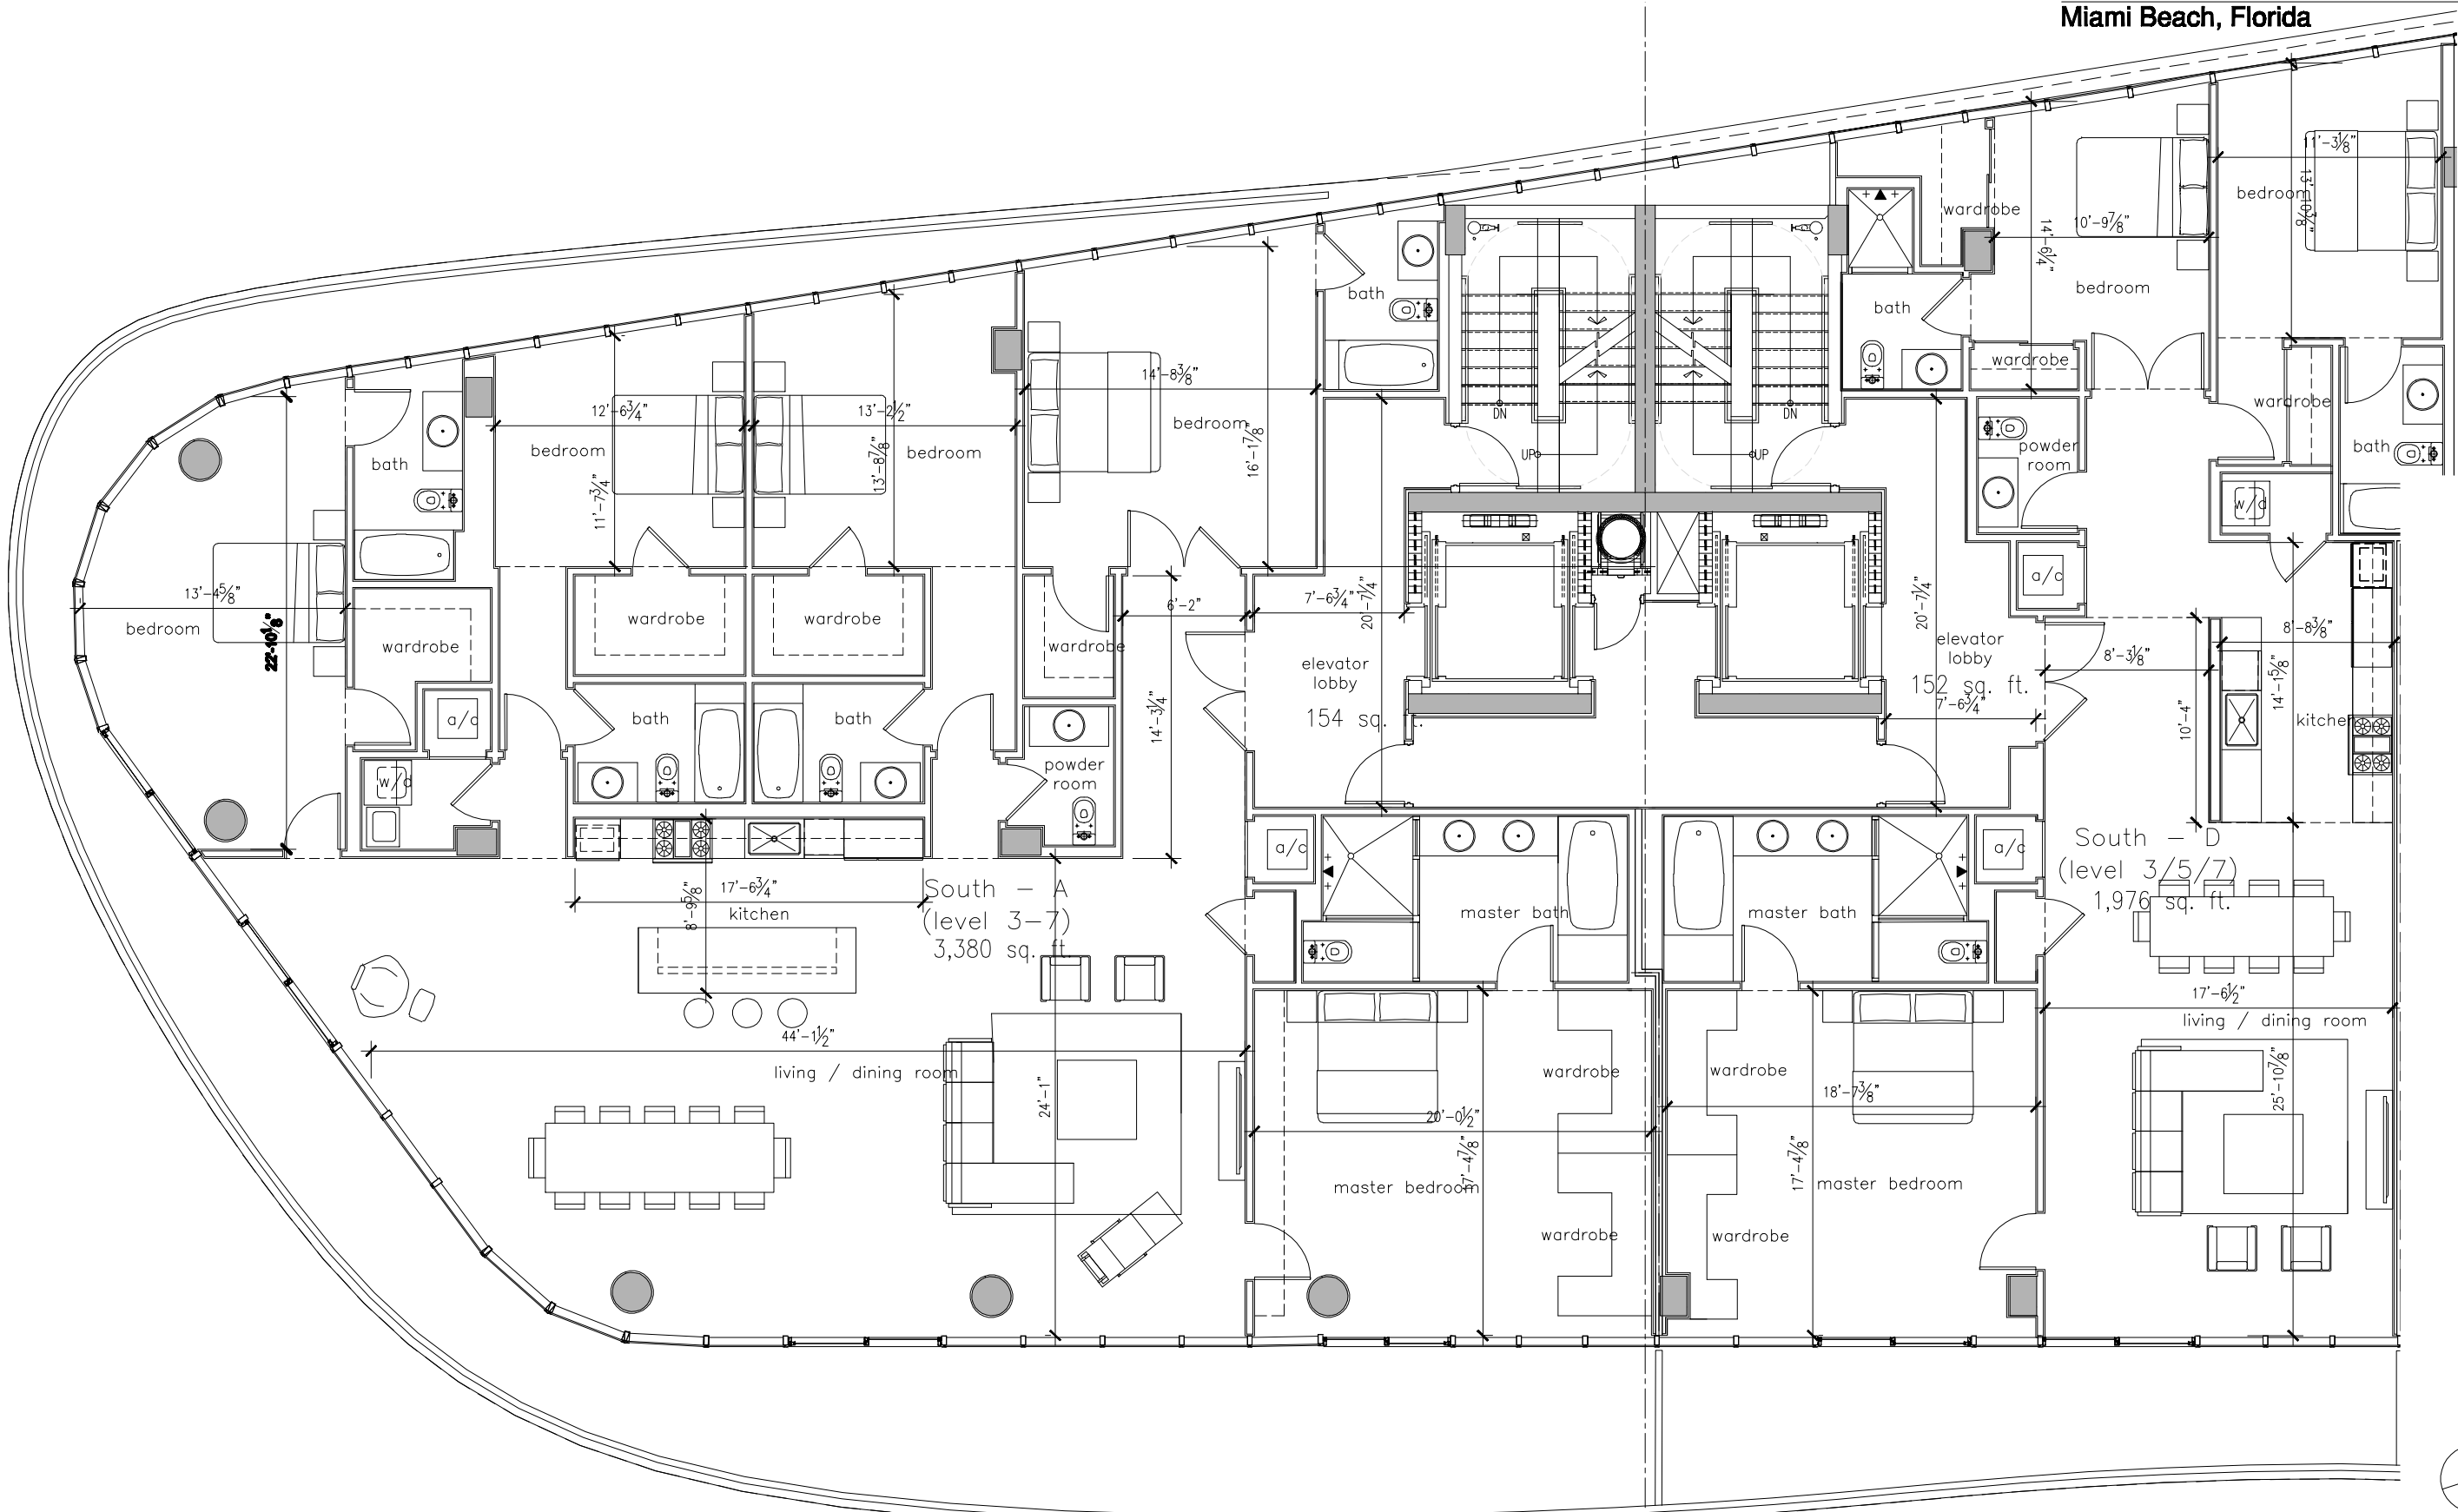 Miami Beach, Florida
11'-3⅛"
bedroom
13'-10⅜"
wardrobe
10'-9⅞"
14'-6¼"
bedroom
bath
bath
wardrobe
14'-8⅜"
12'-6¾"
13'-2½"
bedroom
bedroom
bedroom
11'-7¾"
13'-8⅞"
16'-1⅞"
DN
DN
UP
UP
wardrobe
bath
powder
room
bath
w/d
a/c
13'-4⅝"
bedroom
22'-10⅛"
wardrobe
wardrobe
wardrobe
wardrobe
6'-2"
7'-6¾"
20'-7¼"
20'-7¼"
elevator
lobby
154 sq. ft.
elevator
lobby
152 sq. ft.
7'-6¾"
8'-3⅛"
8'-8⅜"
14'-1⅝"
10'-4"
kitchen
a/c
bath
bath
14'-3¼"
powder
room
w/d
a/c
a/c
South - D
(level 3/5/7)
1,976 sq. ft.
17'-6¾"
8'-9⅝"
kitchen
South - A
(level 3-7)
3,380 sq. ft.
master bath
master bath
17'-6½"
living / dining room
44'-1½"
living / dining room
24'-1"
wardrobe
wardrobe
18'-7⅜"
20'-0½"
17'-4⅞"
17'-4⅞"
25'-10⅞"
master bedroom
master bedroom
wardrobe
wardrobe